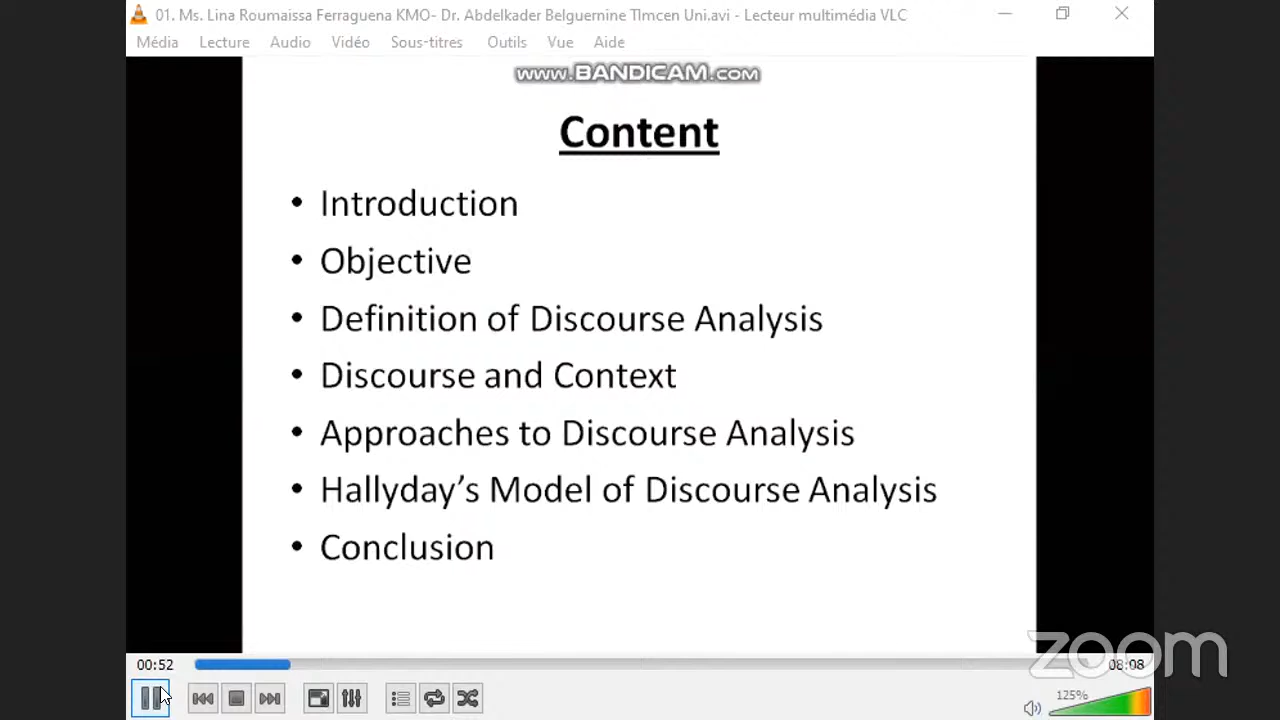 01. Ms. Lina Roumaissa Ferraguena KMO- Dr. Abdelkader Belguernine Tlmcen Uni.avi - Lecteur multimédia VLC
Média Lecture Audio Vidéo Sous-titres Outils Vue Aide
www.BANDICAM.com
Content
• Introduction
• Objective
• Definition of Discourse Analysis
• Discourse and Context
• Approaches to Discourse Analysis
• Hallyday’s Model of Discourse Analysis
• Conclusion
zoom
00:52 08:08
125%